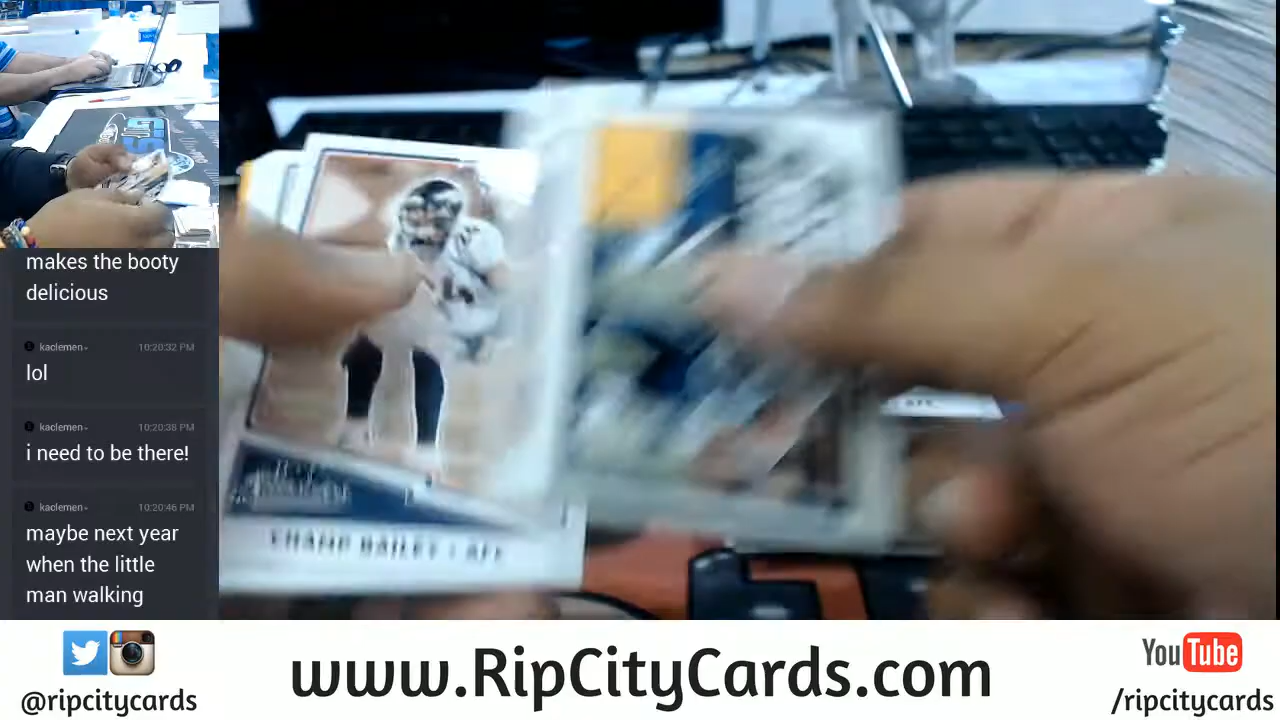 makes the booty
delicious
kaclemen
10:20:32 PM
lol
kaclemen
10:20:38 PM
i need to be there!
kaclemen
10:20:46 PM
maybe next year
when the little
man walking
CHAMP BAILEY
@ripcitycards
www.RipCityCards.com
YouTube
/ripcitycards